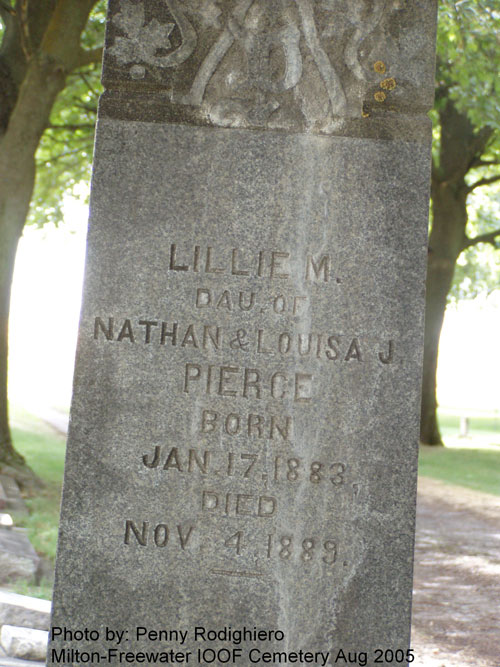 LILLIE M.
DAU. OF
NATHAN & LOUISA J.
PIERCE
BORN
JAN. 17, 1883.
DIED
NOV. 4, 1889.
Photo by: Penny Rodighiero
Milton-Freewater IOOF Cemetery Aug 2005